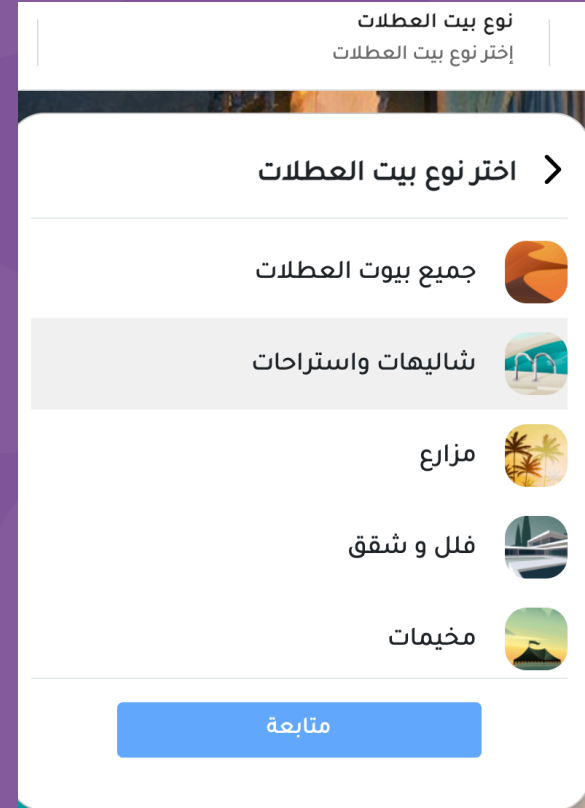 نوع بيت العطلات
إختر نوع بيت العطلات
اختر نوع بيت العطلات
جميع بيوت العطلات
شاليهات واستراحات
مزارع
فلل و شقق
مخيمات
متابعة